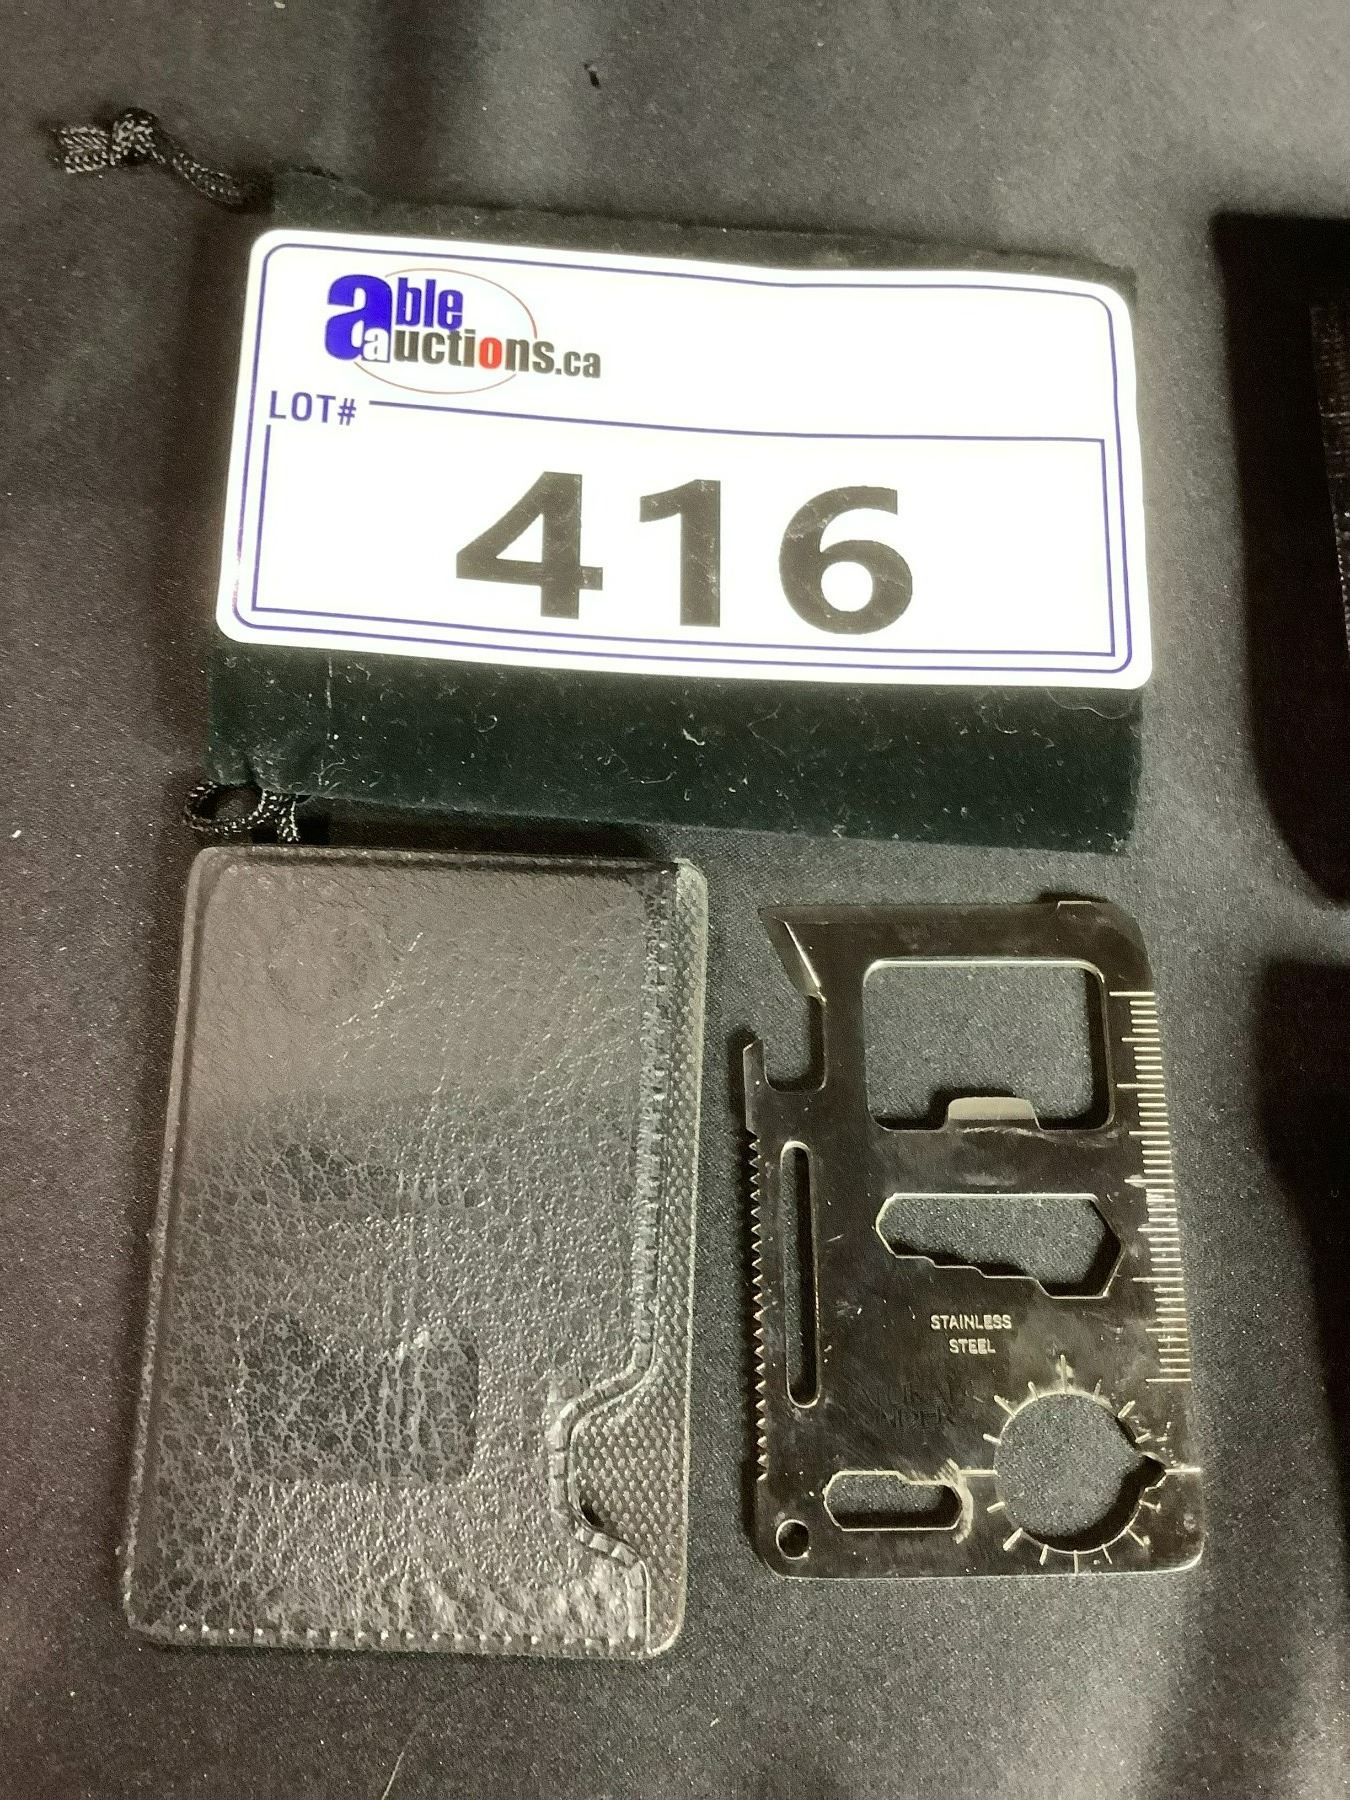 able
auctions.ca
LOT#
416
STAINLESS
STEEL